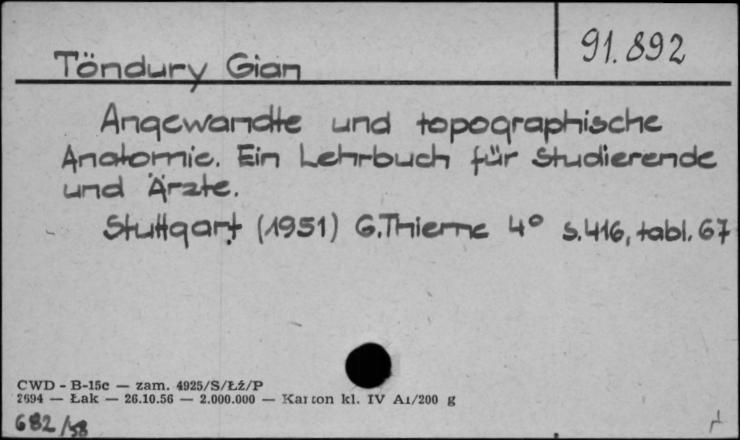 91.892
Töndury Gian
Angewandte und topographische
Anatomie. Ein Lehrbuch für Studierende
und Ärzte.
Stuttgart (1951) G.Thieme 4° s.416, tabl. 67
CWD - B-15c — zam. 4925/S/Łź/P
2694 — Łak — 26.10.56 — 2.000.000 — Karton kl. IV A1/200 g
682/58